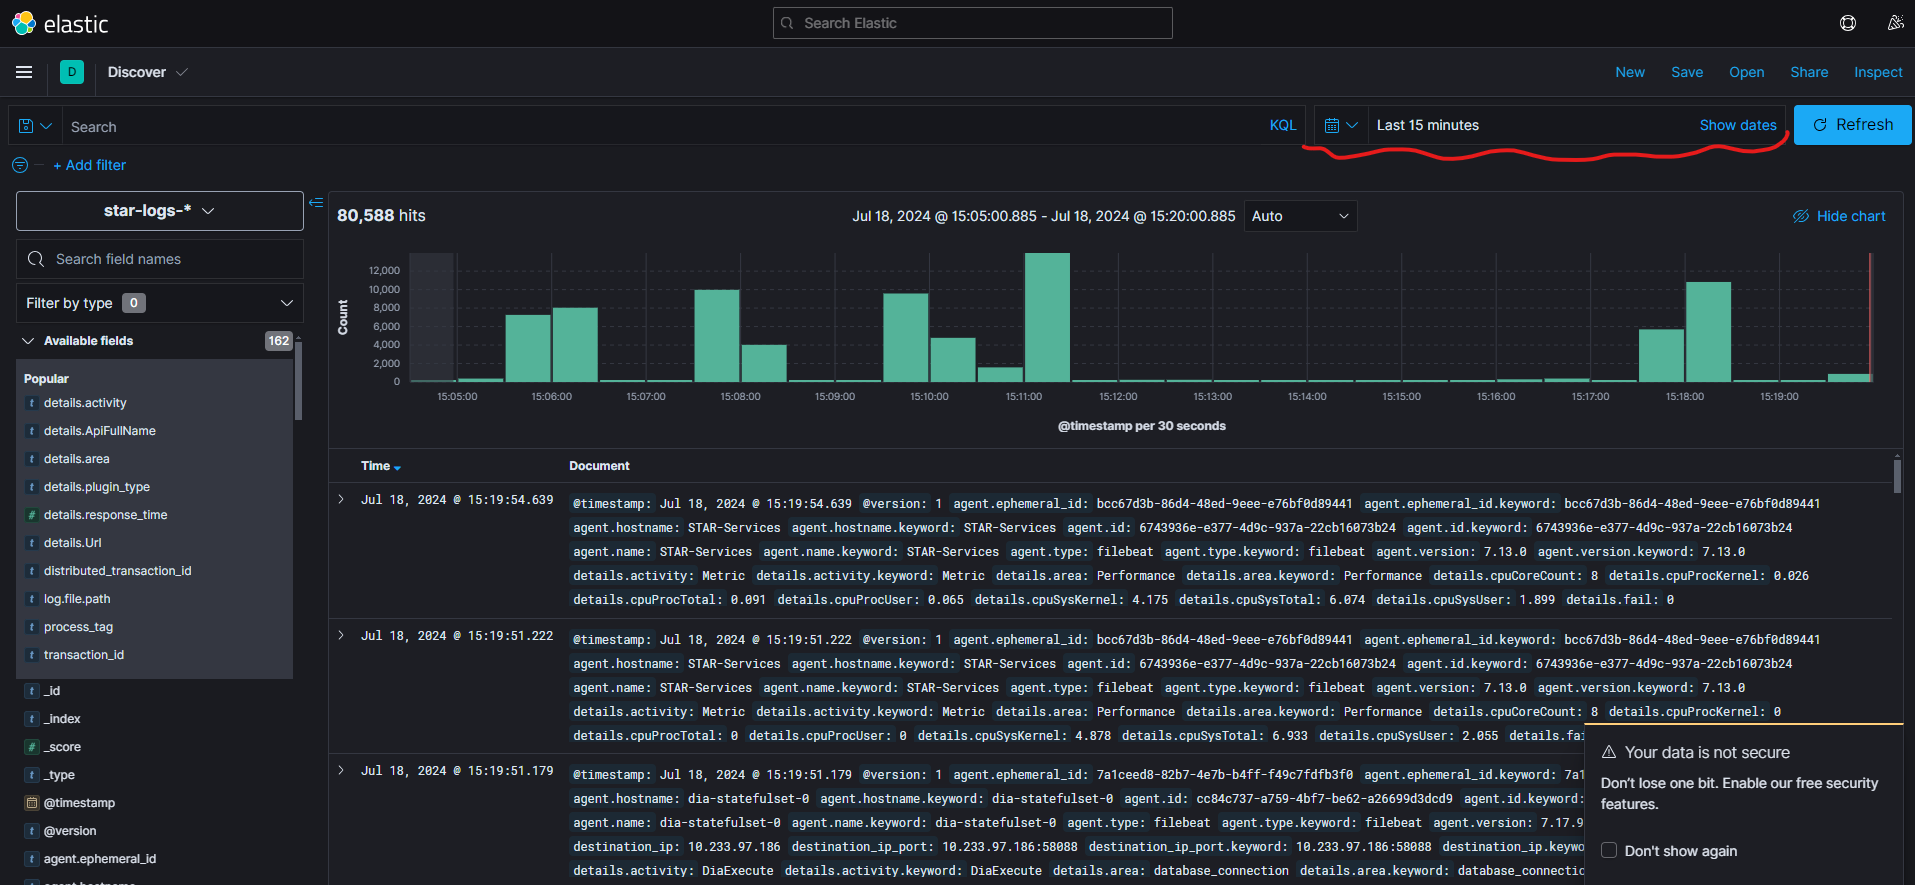 elastic
Search Elastic
D Discover
New Save Open Share Inspect
Search KQL Last 15 minutes Show dates Refresh
+ Add filter
star-logs-*
80,588 hits Jul 18, 2024 @ 15:05:00.885 - Jul 18, 2024 @ 15:20:00.885 Auto Hide chart
Search field names
Filter by type 0
Available fields 162
Popular
t details.activity
t details.ApiFullName
t details.area
t details.plugin_type
# details.response_time
t details.Url
t distributed_transaction_id
t log.file.path
t process_tag
t transaction_id
t _id
t _index
# _score
t _type
@timestamp
t @version
t agent.ephemeral_id
Count
12,000
10,000
8,000
6,000
4,000
2,000
0
15:05:00 15:06:00 15:07:00 15:08:00 15:09:00 15:10:00 15:11:00 15:12:00 15:13:00 15:14:00 15:15:00 15:16:00 15:17:00 15:18:00 15:19:00
@timestamp per 30 seconds
Time Document
Jul 18, 2024 @ 15:19:54.639 @timestamp: Jul 18, 2024 @ 15:19:54.639 @version: 1 agent.ephemeral_id: bcc67d3b-86d4-48ed-9eee-e76bf0d89441 agent.ephemeral_id.keyword: bcc67d3b-86d4-48ed-9eee-e76bf0d89441
agent.hostname: STAR-Services agent.hostname.keyword: STAR-Services agent.id: 6743936e-e377-4d9c-937a-22cb16073b24 agent.id.keyword: 6743936e-e377-4d9c-937a-22cb16073b24
agent.name: STAR-Services agent.name.keyword: STAR-Services agent.type: filebeat agent.type.keyword: filebeat agent.version: 7.13.0 agent.version.keyword: 7.13.0
details.activity: Metric details.activity.keyword: Metric details.area: Performance details.area.keyword: Performance details.cpuCoreCount: 8 details.cpuProcKernel: 0.026
details.cpuProcTotal: 0.091 details.cpuProcUser: 0.065 details.cpuSysKernel: 4.175 details.cpuSysTotal: 6.074 details.cpuSysUser: 1.899 details.fail: 0
Jul 18, 2024 @ 15:19:51.222 @timestamp: Jul 18, 2024 @ 15:19:51.222 @version: 1 agent.ephemeral_id: bcc67d3b-86d4-48ed-9eee-e76bf0d89441 agent.ephemeral_id.keyword: bcc67d3b-86d4-48ed-9eee-e76bf0d89441
agent.hostname: STAR-Services agent.hostname.keyword: STAR-Services agent.id: 6743936e-e377-4d9c-937a-22cb16073b24 agent.id.keyword: 6743936e-e377-4d9c-937a-22cb16073b24
agent.name: STAR-Services agent.name.keyword: STAR-Services agent.type: filebeat agent.type.keyword: filebeat agent.version: 7.13.0 agent.version.keyword: 7.13.0
details.activity: Metric details.activity.keyword: Metric details.area: Performance details.area.keyword: Performance details.cpuCoreCount: 8 details.cpuProcKernel: 0
details.cpuProcTotal: 0 details.cpuProcUser: 0 details.cpuSysKernel: 4.878 details.cpuSysTotal: 6.933 details.cpuSysUser: 2.055 details.fai
Jul 18, 2024 @ 15:19:51.179 @timestamp: Jul 18, 2024 @ 15:19:51.179 @version: 1 agent.ephemeral_id: 7a1ceed8-82b7-4e7b-b4ff-f49c7fdfb3f0 agent.ephemeral_id.keyword: 7a1
agent.hostname: dia-statefulset-0 agent.hostname.keyword: dia-statefulset-0 agent.id: cc84c737-a759-4bf7-be62-a26699d3dcd9 agent.id.keyword:
agent.name: dia-statefulset-0 agent.name.keyword: dia-statefulset-0 agent.type: filebeat agent.type.keyword: filebeat agent.version: 7.17.9
destination_ip: 10.233.97.186 destination_ip_port: 10.233.97.186:58088 destination_ip_port.keyword: 10.233.97.186:58088 destination_ip.keywo
details.activity: DiaExecute details.activity.keyword: DiaExecute details.area: database_connection details.area.keyword: database_connectio
Your data is not secure
Don't lose one bit. Enable our free security
features.
Don't show again